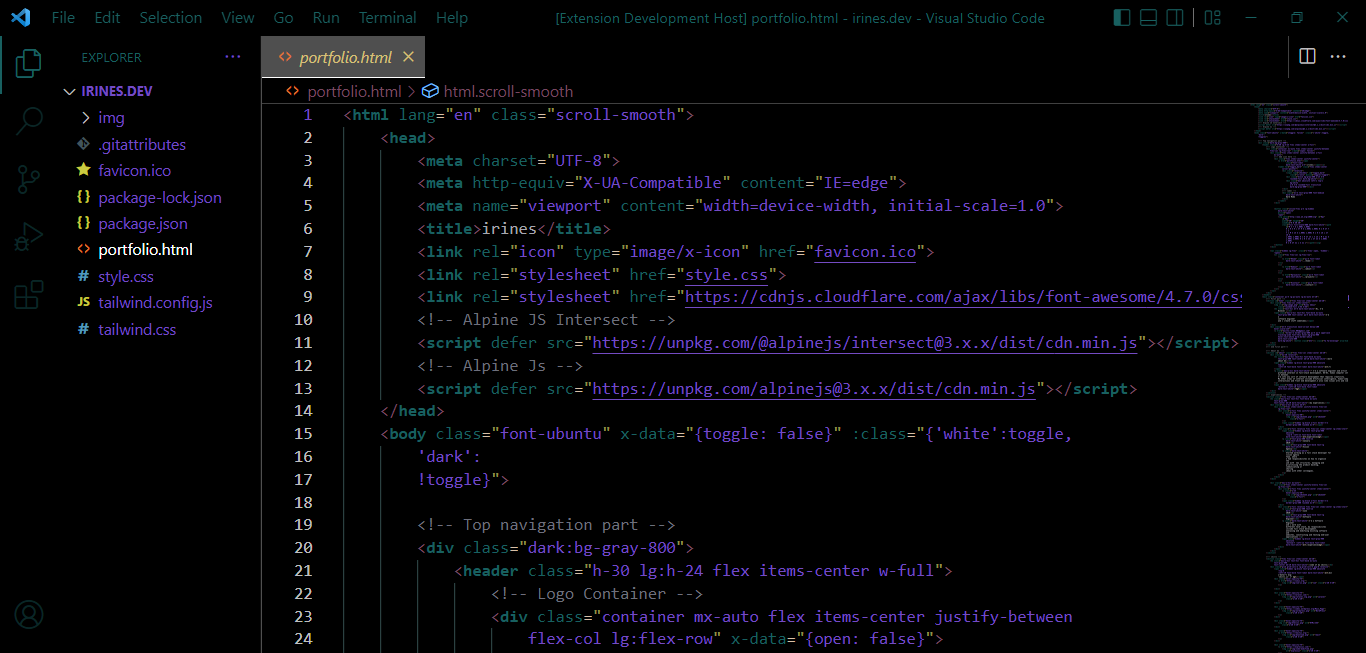 File Edit Selection View Go Run Terminal Help [Extension Development Host] portfolio.html - irines.dev - Visual Studio Code
EXPLORER
IRINES.DEV
img
.gitattributes
favicon.ico
package-lock.json
package.json
portfolio.html
style.css
JS tailwind.config.js
tailwind.css
portfolio.html
portfolio.html > html.scroll-smooth
1 <html lang="en" class="scroll-smooth">
2 <head>
3 <meta charset="UTF-8">
4 <meta http-equiv="X-UA-Compatible" content="IE=edge">
5 <meta name="viewport" content="width=device-width, initial-scale=1.0">
6 <title>irines</title>
7 <link rel="icon" type="image/x-icon" href="favicon.ico">
8 <link rel="stylesheet" href="style.css">
9 <link rel="stylesheet" href="https://cdnjs.cloudflare.com/ajax/libs/font-awesome/4.7.0/css
10 <!-- Alpine JS Intersect -->
11 <script defer src="https://unpkg.com/@alpinejs/intersect@3.x.x/dist/cdn.min.js"></script>
12 <!-- Alpine Js -->
13 <script defer src="https://unpkg.com/alpinejs@3.x.x/dist/cdn.min.js"></script>
14 </head>
15 <body class="font-ubuntu" x-data="{toggle: false}" :class="{'white':toggle,
16 'dark':
17 !toggle}">
18
19 <!-- Top navigation part -->
20 <div class="dark:bg-gray-800">
21 <header class="h-30 lg:h-24 flex items-center w-full">
22 <!-- Logo Container -->
23 <div class="container mx-auto flex items-center justify-between
24 flex-col lg:flex-row" x-data="{open: false}">